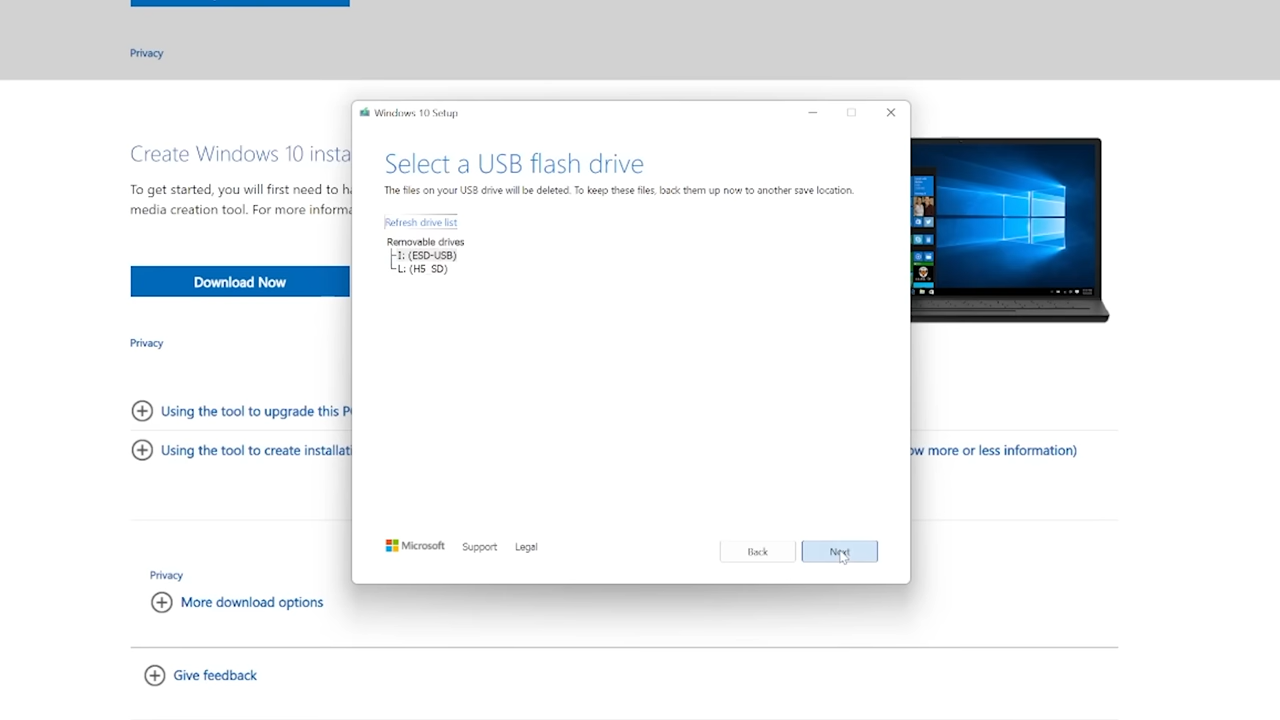 Privacy
Windows 10 Setup
Create Windows 10 insta
Select a USB flash drive
To get started, you will first need to ha
The files on your USB drive will be deleted. To keep these files, back them up now to another save location.
media creation tool. For more informa
Refresh drive list
Removable drives
I: (ESD-USB)
L: (H5 SD)
Download Now
Privacy
Using the tool to upgrade this P
Using the tool to create installati
ow more or less information)
Microsoft Support Legal
Back Next
Privacy
More download options
Give feedback